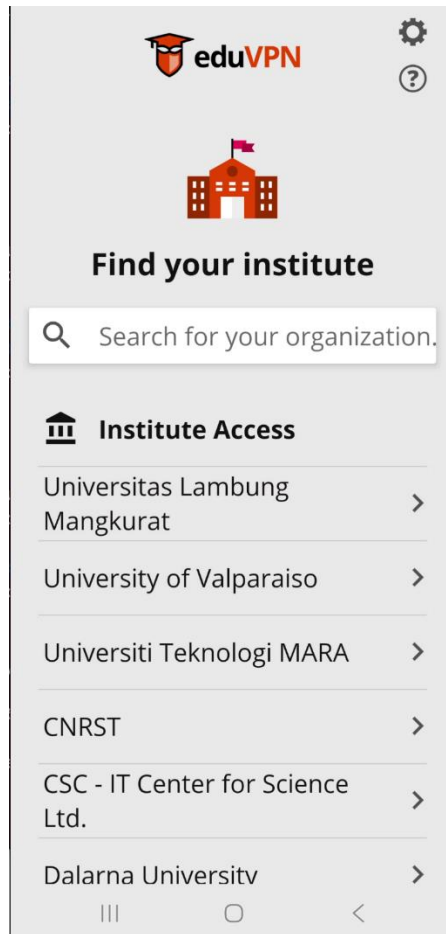 eduVPN
?
Find your institute
Search for your organization.
Institute Access
Universitas Lambung
Mangkurat
University of Valparaiso
Universiti Teknologi MARA
CNRST
CSC - IT Center for Science
Ltd.
Dalarna University